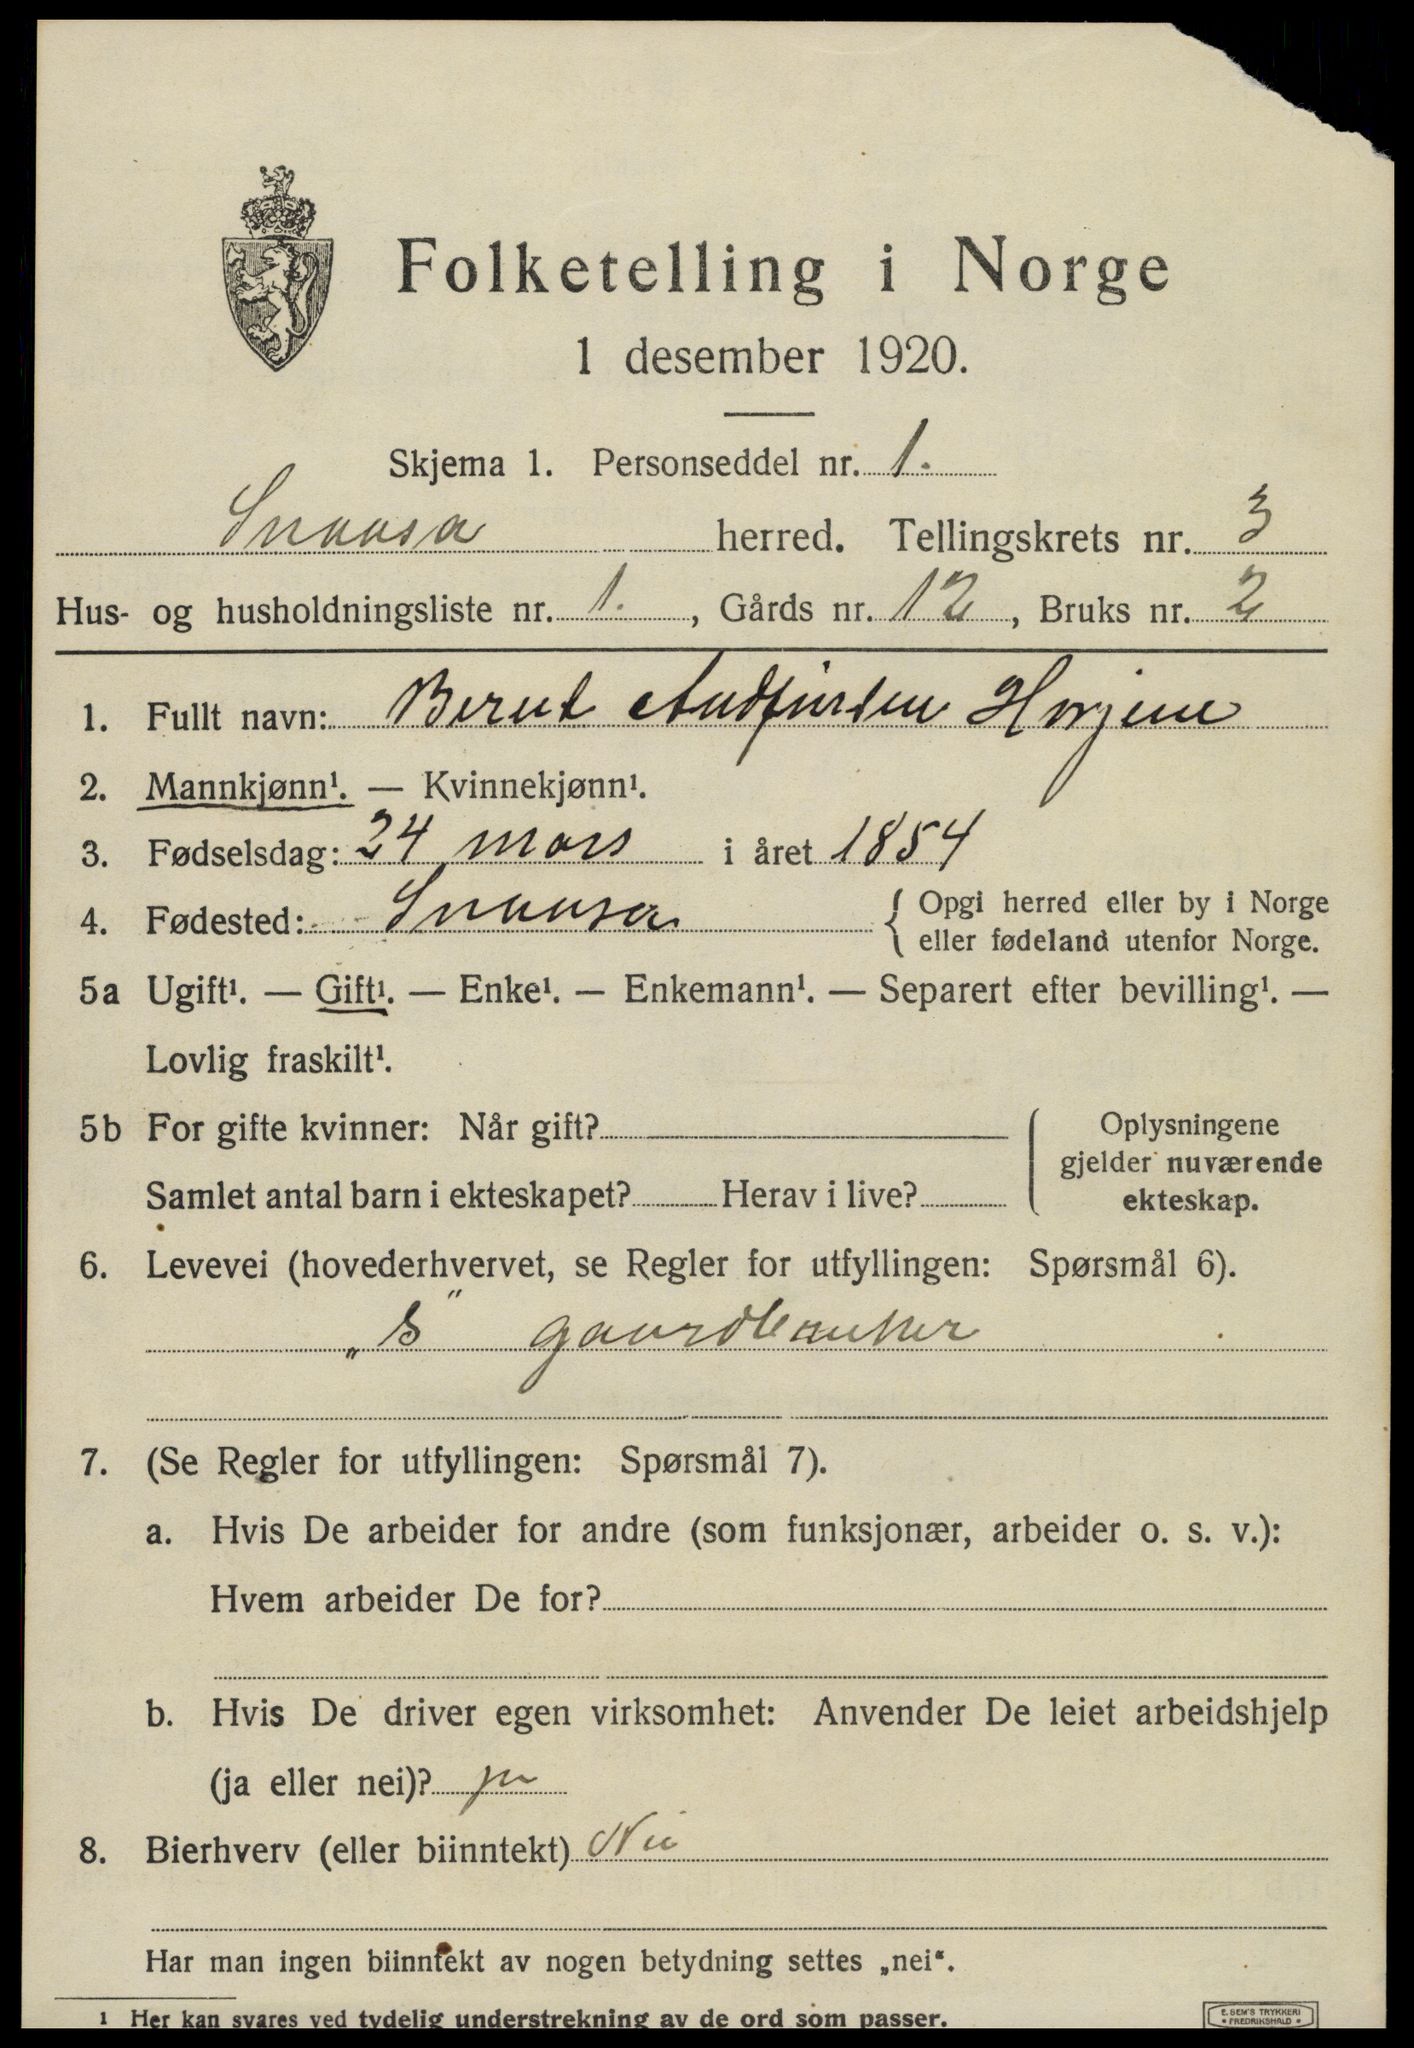 Folketelling i Norge
1 desember 1920.
Skjema 1. Personseddel nr. 1.
Snaasa herred. Tellingskrets nr. 3
Hus- og husholdningsliste nr. 1., Gårds nr. 12, Bruks nr. 2
1. Fullt navn: Bernt Andfinsen
2. Mannkjønn¹. — Kvinnekjønn¹.
3. Fødselsdag: 24 mars i året 1854
4. Fødested: Snaasa { Opgi herred eller by i Norge
eller fødeland utenfor Norge.
5a Ugift¹. — Gift¹. — Enke¹. — Enkemann¹. — Separert efter bevilling¹. —
Lovlig fraskilt¹.
5b For gifte kvinner: Når gift?
Samlet antal barn i ekteskapet? Herav i live?
Oplysningene
gjelder nuværende
ekteskap.
6. Levevei (hovederhvervet, se Regler for utfyllingen: Spørsmål 6).
„S" gaardbruker
7. (Se Regler for utfyllingen: Spørsmål 7).
a. Hvis De arbeider for andre (som funksjonær, arbeider o. s. v.):
Hvem arbeider De for?
b. Hvis De driver egen virksomhet: Anvender De leiet arbeidshjelp
(ja eller nei)? ja
8. Bierhverv (eller biinntekt) Nei
Har man ingen biinntekt av nogen betydning settes „nei".
¹ Her kan svares ved tydelig understrekning av de ord som passer.
E. SEM'S TRYKKERI
• FREDRIKSHALD •